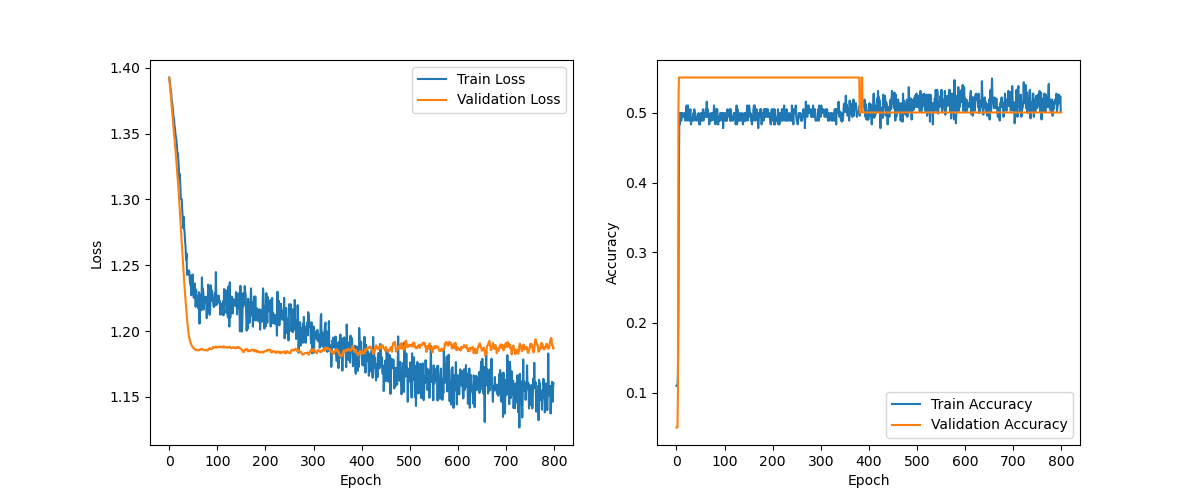 1.40
1.35
1.30
1.25
1.20
1.15
Loss
0 100 200 300 400 500 600 700 800
Epoch
Train Loss
Validation Loss
0.5
0.4
0.3
0.2
0.1
Accuracy
0 100 200 300 400 500 600 700 800
Epoch
Train Accuracy
Validation Accuracy